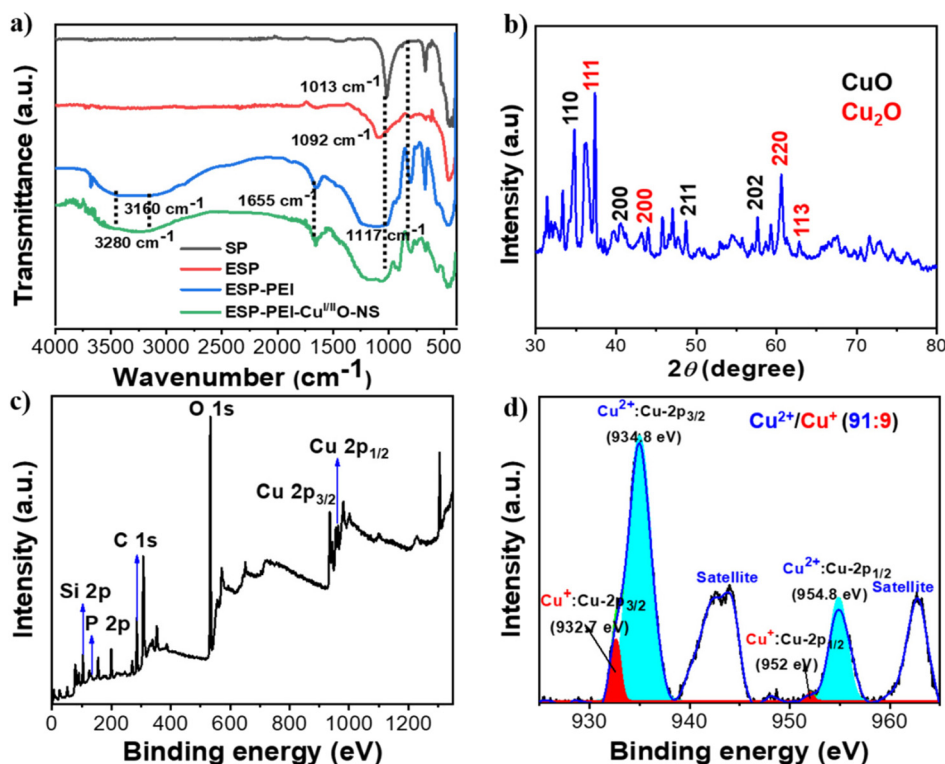 a)
Transmittance (a.u.)
1013 cm-1
1092 cm-1
3160 cm-1
1655 cm-1
3280 cm-1
1117 cm-1
SP
ESP
ESP-PEI
ESP-PEI-CuI/IIO-NS
4000 3500 3000 2500 2000 1500 1000 500
Wavenumber (cm-1)
b)
Intensity (a.u)
110
111
CuO
Cu2O
200
200
211
202
220
113
30 40 50 60 70 80
2θ (degree)
c)
Intensity (a.u.)
O 1s
Cu 2p1/2
Cu 2p3/2
C 1s
Si 2p
P 2p
0 200 400 600 800 1000 1200
Binding energy (eV)
d)
Intensity (a.u.)
Cu2+:Cu-2p3/2
(934.8 eV)
Cu2+/Cu+ (91:9)
Cu+:Cu-2p3/2
(932.7 eV)
Satellite
Cu2+:Cu-2p1/2
(954.8 eV)
Satellite
Cu+:Cu-2p1/2
(952 eV)
930 940 950 960
Binding energy (eV)